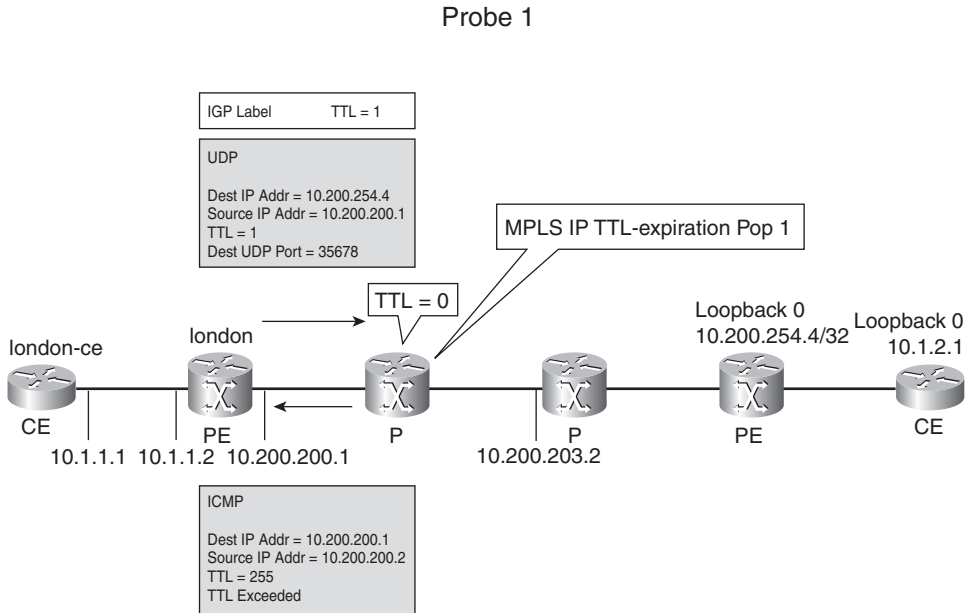 Probe 1
IGP Label TTL = 1
UDP
Dest IP Addr = 10.200.254.4
Source IP Addr = 10.200.200.1
TTL = 1
Dest UDP Port = 35678
MPLS IP TTL-expiration Pop 1
TTL = 0
Loopback 0
10.200.254.4/32
Loopback 0
10.1.2.1
london-ce
london
CE
PE
P
P
PE
CE
10.1.1.1
10.1.1.2
10.200.200.1
10.200.203.2
ICMP
Dest IP Addr = 10.200.200.1
Source IP Addr = 10.200.200.2
TTL = 255
TTL Exceeded